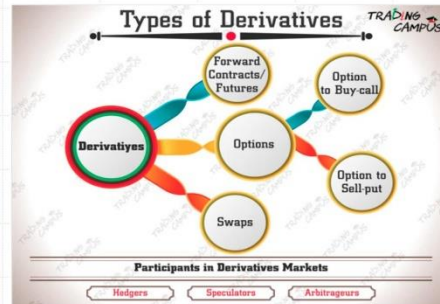 Types of Derivatives
TRADING
CAMPUS
Forward
Contracts/
Futures
Option
to Buy-call
Derivatives
Options
Option to
Sell-put
Swaps
Participants in Derivatives Markets
Hedgers
Speculators
Arbitrageurs